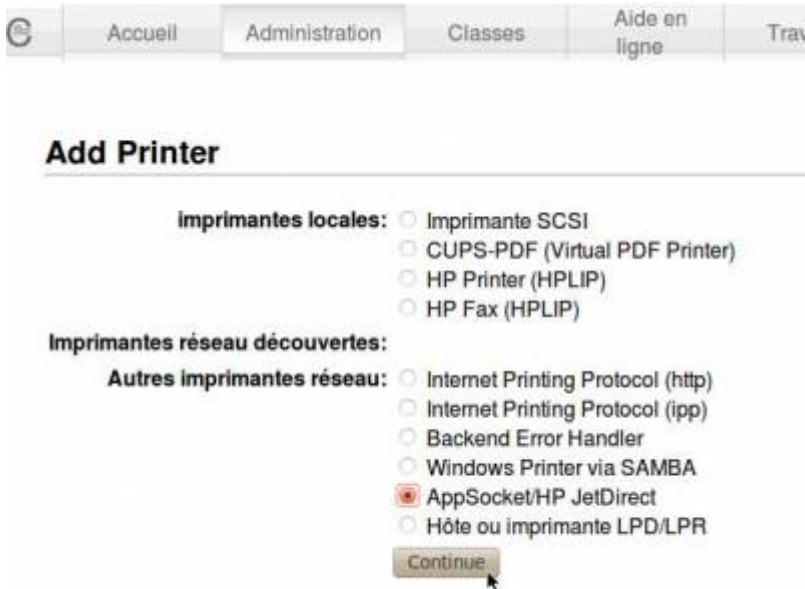 Accueil Administration Classes Aide en ligne Trav
Add Printer
imprimantes locales: Imprimante SCSI
CUPS-PDF (Virtual PDF Printer)
HP Printer (HPLIP)
HP Fax (HPLIP)
Imprimantes réseau découvertes:
Autres imprimantes réseau: Internet Printing Protocol (http)
Internet Printing Protocol (ipp)
Backend Error Handler
Windows Printer via SAMBA
AppSocket/HP JetDirect
Hôte ou imprimante LPD/LPR
Continue